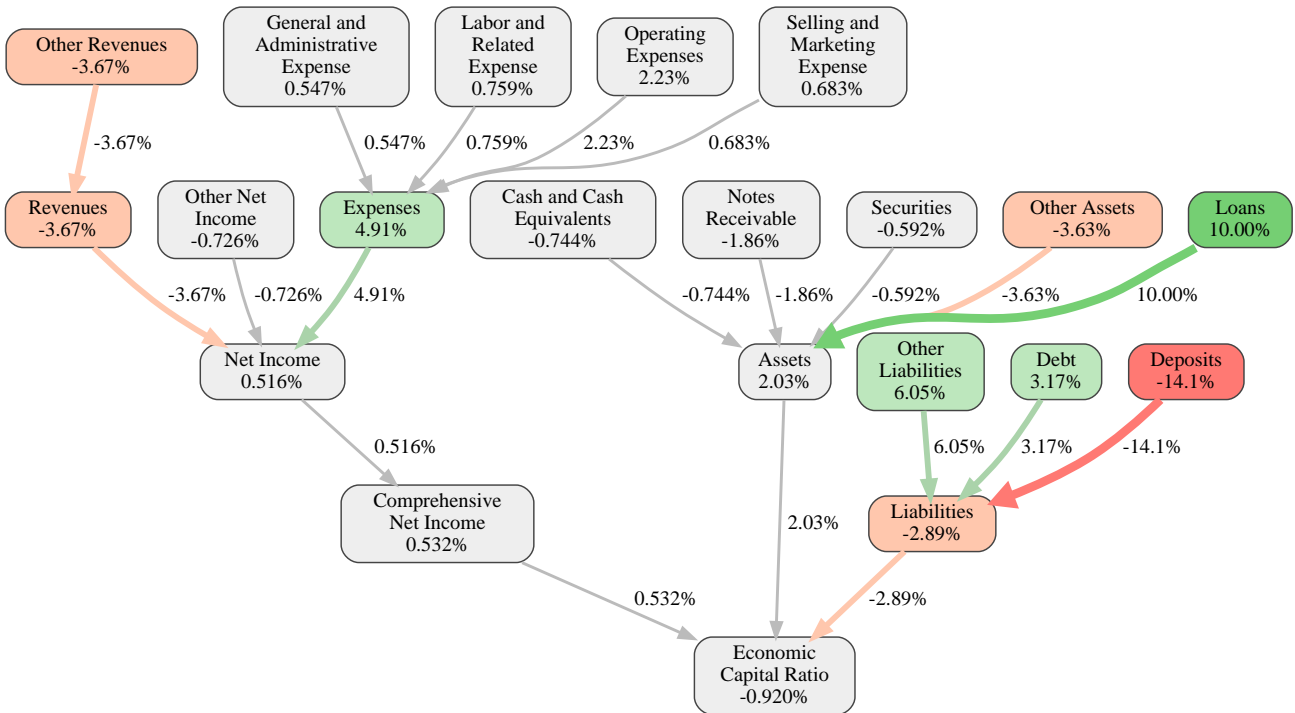 Other Revenues
-3.67%
General and
Administrative
Expense
0.547%
Labor and
Related
Expense
0.759%
Operating
Expenses
2.23%
Selling and
Marketing
Expense
0.683%
-3.67%
0.547%
0.759%
2.23%
0.683%
Revenues
-3.67%
Other Net
Income
-0.726%
Expenses
4.91%
Cash and Cash
Equivalents
-0.744%
Notes
Receivable
-1.86%
Securities
-0.592%
Other Assets
-3.63%
Loans
10.00%
-3.67%
-0.726%
4.91%
-0.744%
-1.86%
-0.592%
-3.63%
10.00%
Net Income
0.516%
Assets
2.03%
Other
Liabilities
6.05%
Debt
3.17%
Deposits
-14.1%
0.516%
6.05%
3.17%
-14.1%
Comprehensive
Net Income
0.532%
2.03%
Liabilities
-2.89%
0.532%
-2.89%
Economic
Capital Ratio
-0.920%